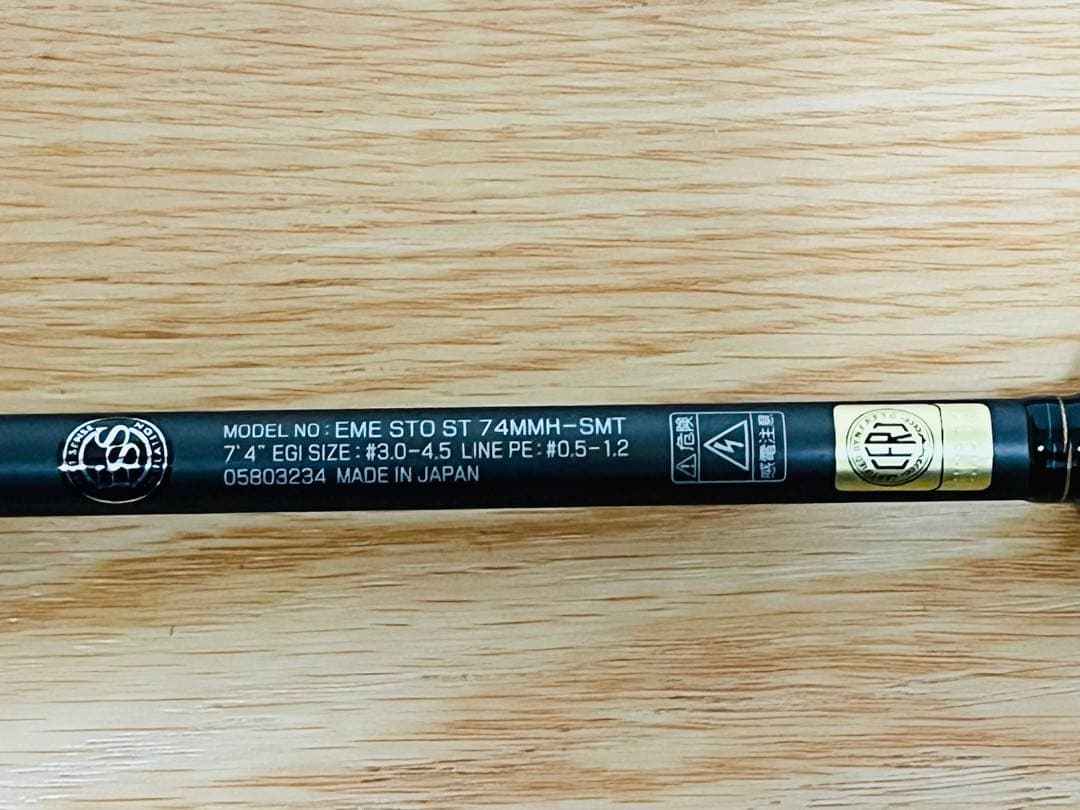 MODEL NO : EME STO ST 74MMH-SMT
7'4" EGI SIZE : #3.0-4.5 LINE PE : #0.5-1.2
05803234 MADE IN JAPAN
危険
感電注意